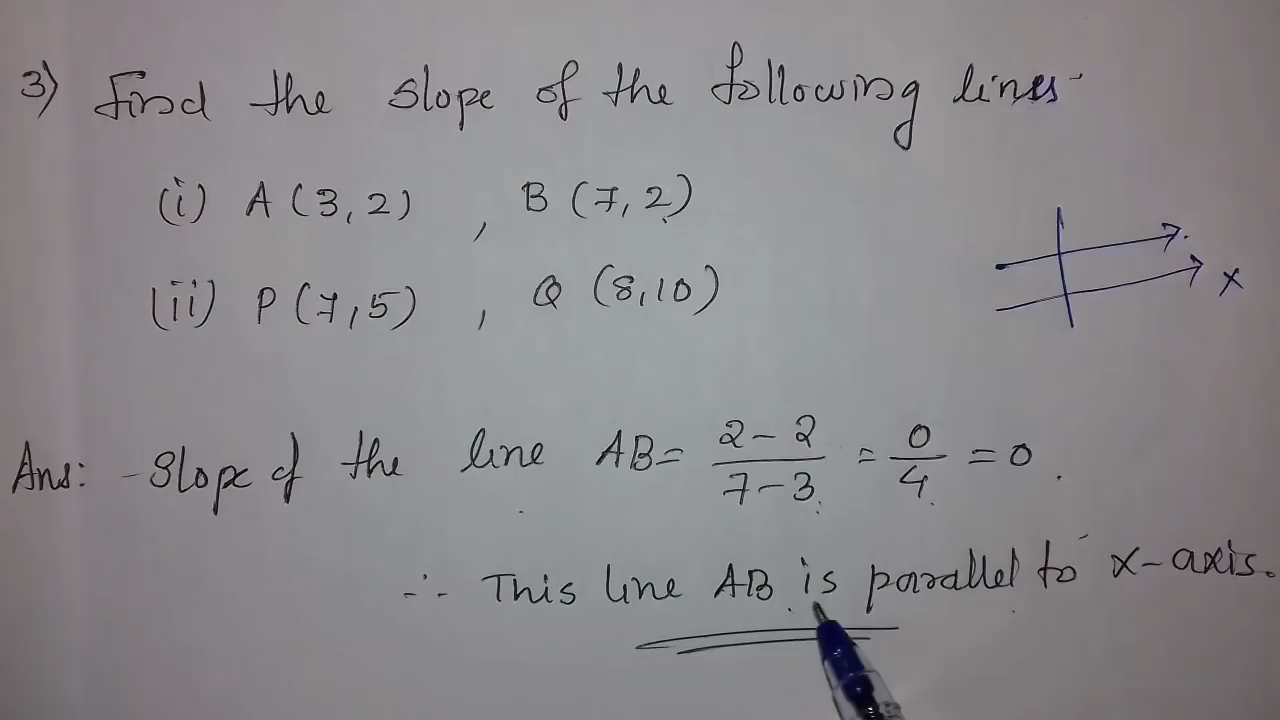 3) Find the slope of the following lines
(i) A (3, 2) , B (7, 2)
(ii) P (7, 5) , Q (8, 10)
X
Ans: Slope of the line AB = 2 - 2 / 7 - 3 = 0 / 4 = 0.
∴ This line AB is parallel to x-axis.